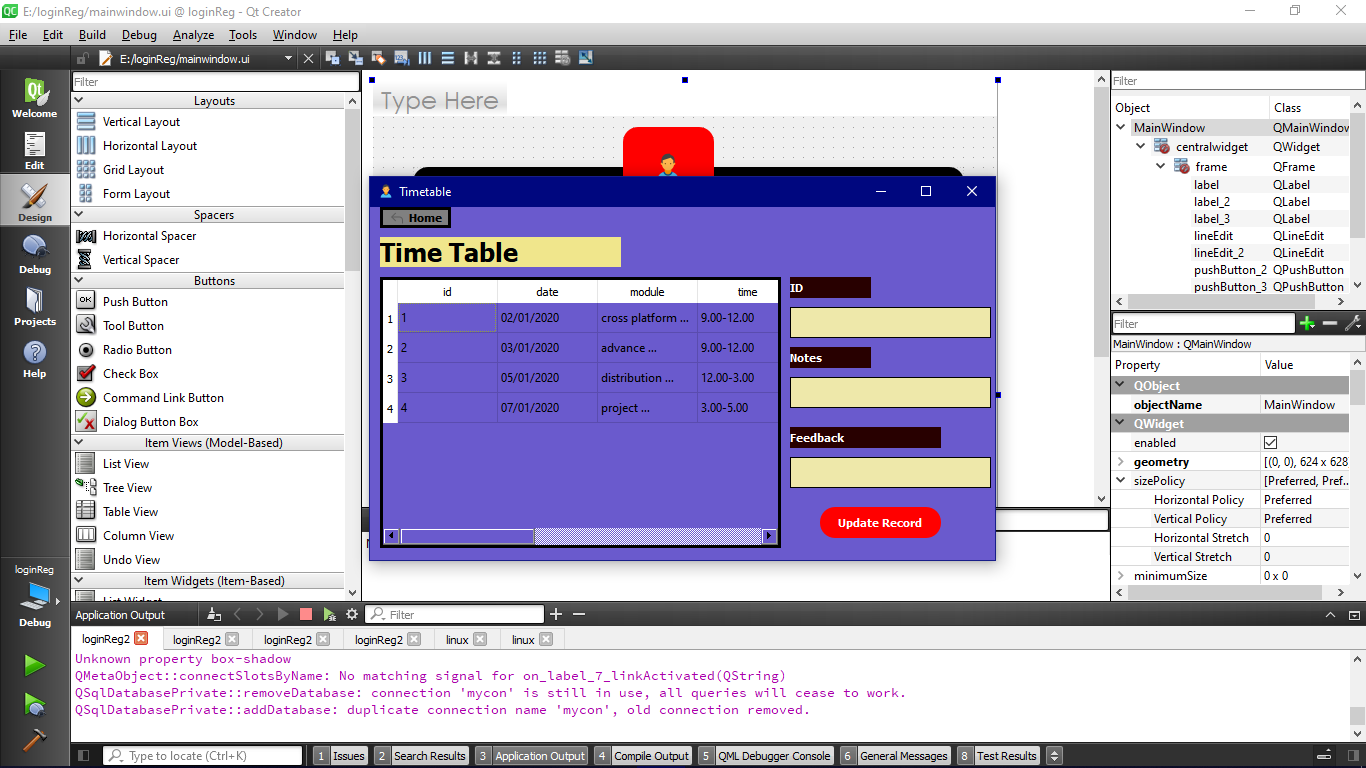 E:/loginReg/mainwindow.ui @ loginReg - Qt Creator
File Edit Build Debug Analyze Tools Window Help
E:/loginReg/mainwindow.ui
Welcome
Edit
Design
Debug
Projects
Help
loginReg
Debug
Filter
Layouts
Vertical Layout
Horizontal Layout
Grid Layout
Form Layout
Spacers
Horizontal Spacer
Vertical Spacer
Buttons
Push Button
Tool Button
Radio Button
Check Box
Command Link Button
Dialog Button Box
Item Views (Model-Based)
List View
Tree View
Table View
Column View
Undo View
Item Widgets (Item-Based)
Type Here
Timetable
Home
Time Table
id date module time
1 1 02/01/2020 cross platform ... 9.00-12.00
2 2 03/01/2020 advance ... 9.00-12.00
3 3 05/01/2020 distribution ... 12.00-3.00
4 4 07/01/2020 project ... 3.00-5.00
ID
Notes
Feedback
Update Record
Filter
Object Class
MainWindow QMainWindow
centralwidget QWidget
frame QFrame
label QLabel
label_2 QLabel
label_3 QLabel
lineEdit QLineEdit
lineEdit_2 QLineEdit
pushButton_2 QPushButton
pushButton_3 QPushButton
Filter
MainWindow : QMainWindow
Property Value
QObject
objectName MainWindow
QWidget
enabled
geometry [(0, 0), 624 x 628
sizePolicy [Preferred, Pref...
Horizontal Policy Preferred
Vertical Policy Preferred
Horizontal Stretch 0
Vertical Stretch 0
minimumSize 0 x 0
Application Output Filter
loginReg2 loginReg2 loginReg2 loginReg2 linux linux
Unknown property box-shadow
QMetaObject::connectSlotsByName: No matching signal for on_label_7_linkActivated(QString)
QSqlDatabasePrivate::removeDatabase: connection 'mycon' is still in use, all queries will cease to work.
QSqlDatabasePrivate::addDatabase: duplicate connection name 'mycon', old connection removed.
Type to locate (Ctrl+K) 1 Issues 2 Search Results 3 Application Output 4 Compile Output 5 QML Debugger Console 6 General Messages 8 Test Results